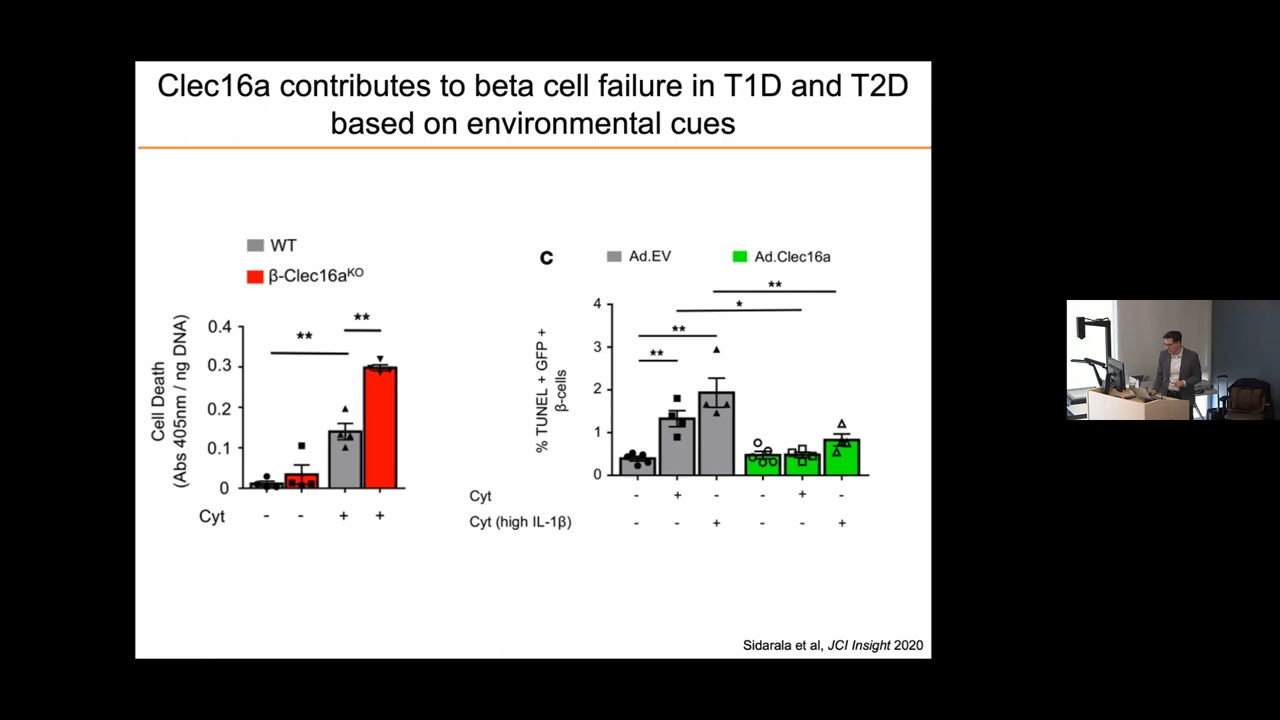 Clec16a contributes to beta cell failure in T1D and T2D
based on environmental cues
WT
β-Clec16aKO
Cell Death
(Abs 405nm / ng DNA)
0.4
0.3
0.2
0.1
0
**
**
Cyt - - + +
C
Ad.EV
Ad.Clec16a
% TUNEL + GFP +
β-cells
4
3
2
1
0
**
*
**
**
Cyt - + - - + -
Cyt (high IL-1β) - - + - - +
Sidarala et al, JCI Insight 2020